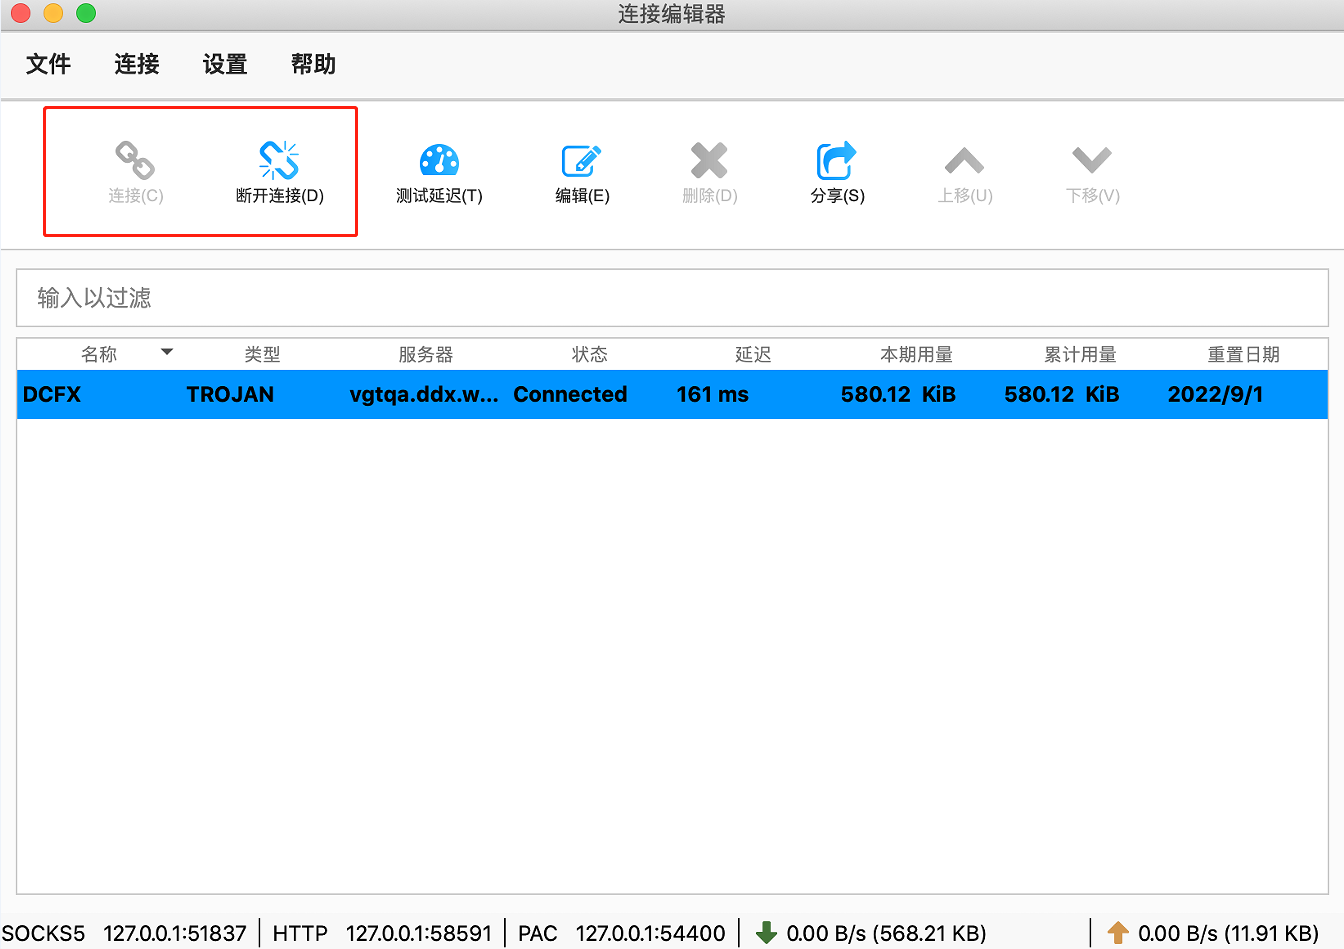 连接编辑器
文件 连接 设置 帮助
连接(C) 断开连接(D) 测试延迟(T) 编辑(E) 删除(D) 分享(S) 上移(U) 下移(V)
输入以过滤
名称 类型 服务器 状态 延迟 本期用量 累计用量 重置日期
DCFX TROJAN vgtqa.ddx.w... Connected 161 ms 580.12 KiB 580.12 KiB 2022/9/1
SOCKS5 127.0.0.1:51837 HTTP 127.0.0.1:58591 PAC 127.0.0.1:54400 0.00 B/s (568.21 KB) 0.00 B/s (11.91 KB)